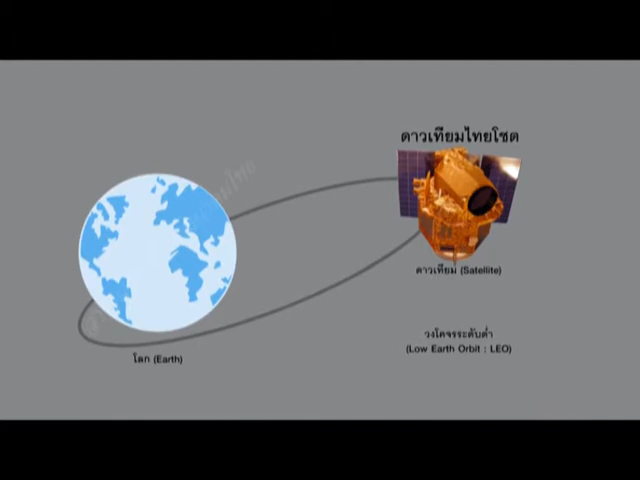 ดาวเทียมไทยโชต
ดาวเทียม (Satellite)
วงโคจรระดับต่ำ
(Low Earth Orbit : LEO)
โลก (Earth)